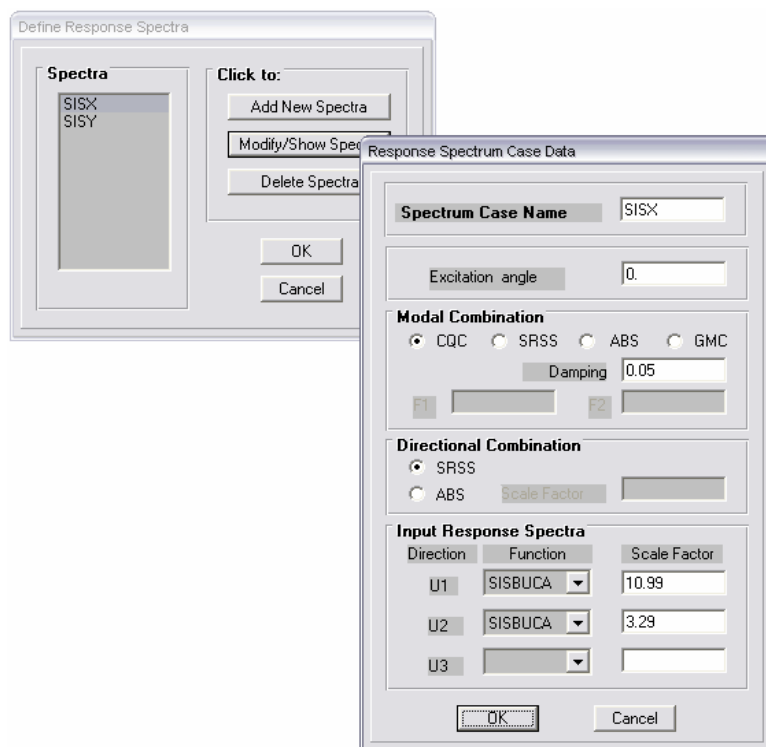 Define Response Spectra
Spectra
SISX
SISY
Click to:
Add New Spectra
Modify/Show Spec
Delete Spectra
OK
Cancel
Response Spectrum Case Data
Spectrum Case Name SISX
Excitation angle 0.
Modal Combination
CQC SRSS ABS GMC
Damping 0.05
F1 F2
Directional Combination
SRSS
ABS Scale Factor
Input Response Spectra
Direction Function Scale Factor
U1 SISBUCA 10.99
U2 SISBUCA 3.29
U3
OK Cancel